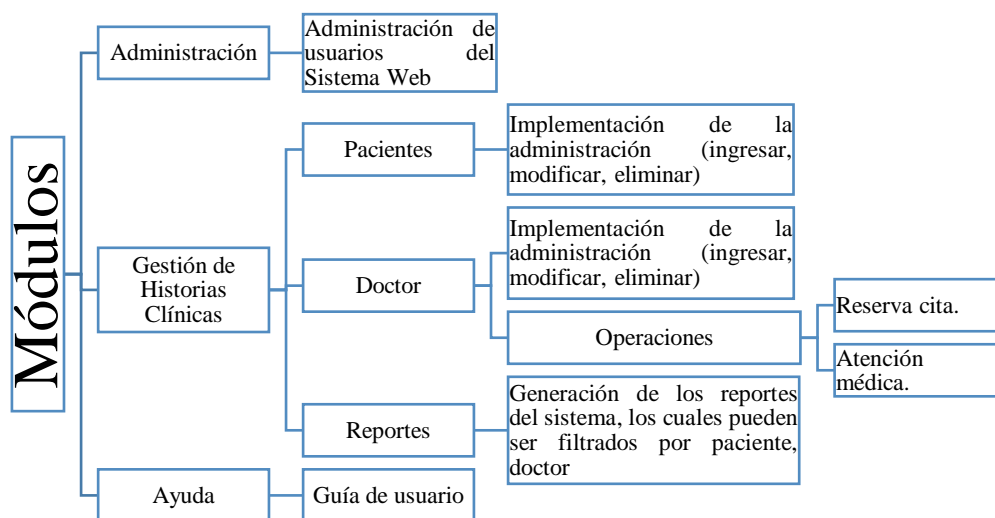 Módulos
Administración
Administración de
usuarios del
Sistema Web
Gestión de
Historias
Clínicas
Pacientes
Implementación de la
administración (ingresar,
modificar, eliminar)
Doctor
Implementación de la
administración (ingresar,
modificar, eliminar)
Operaciones
Reserva cita.
Atención
médica.
Reportes
Generación de los reportes
del sistema, los cuales pueden
ser filtrados por paciente,
doctor
Ayuda
Guía de usuario